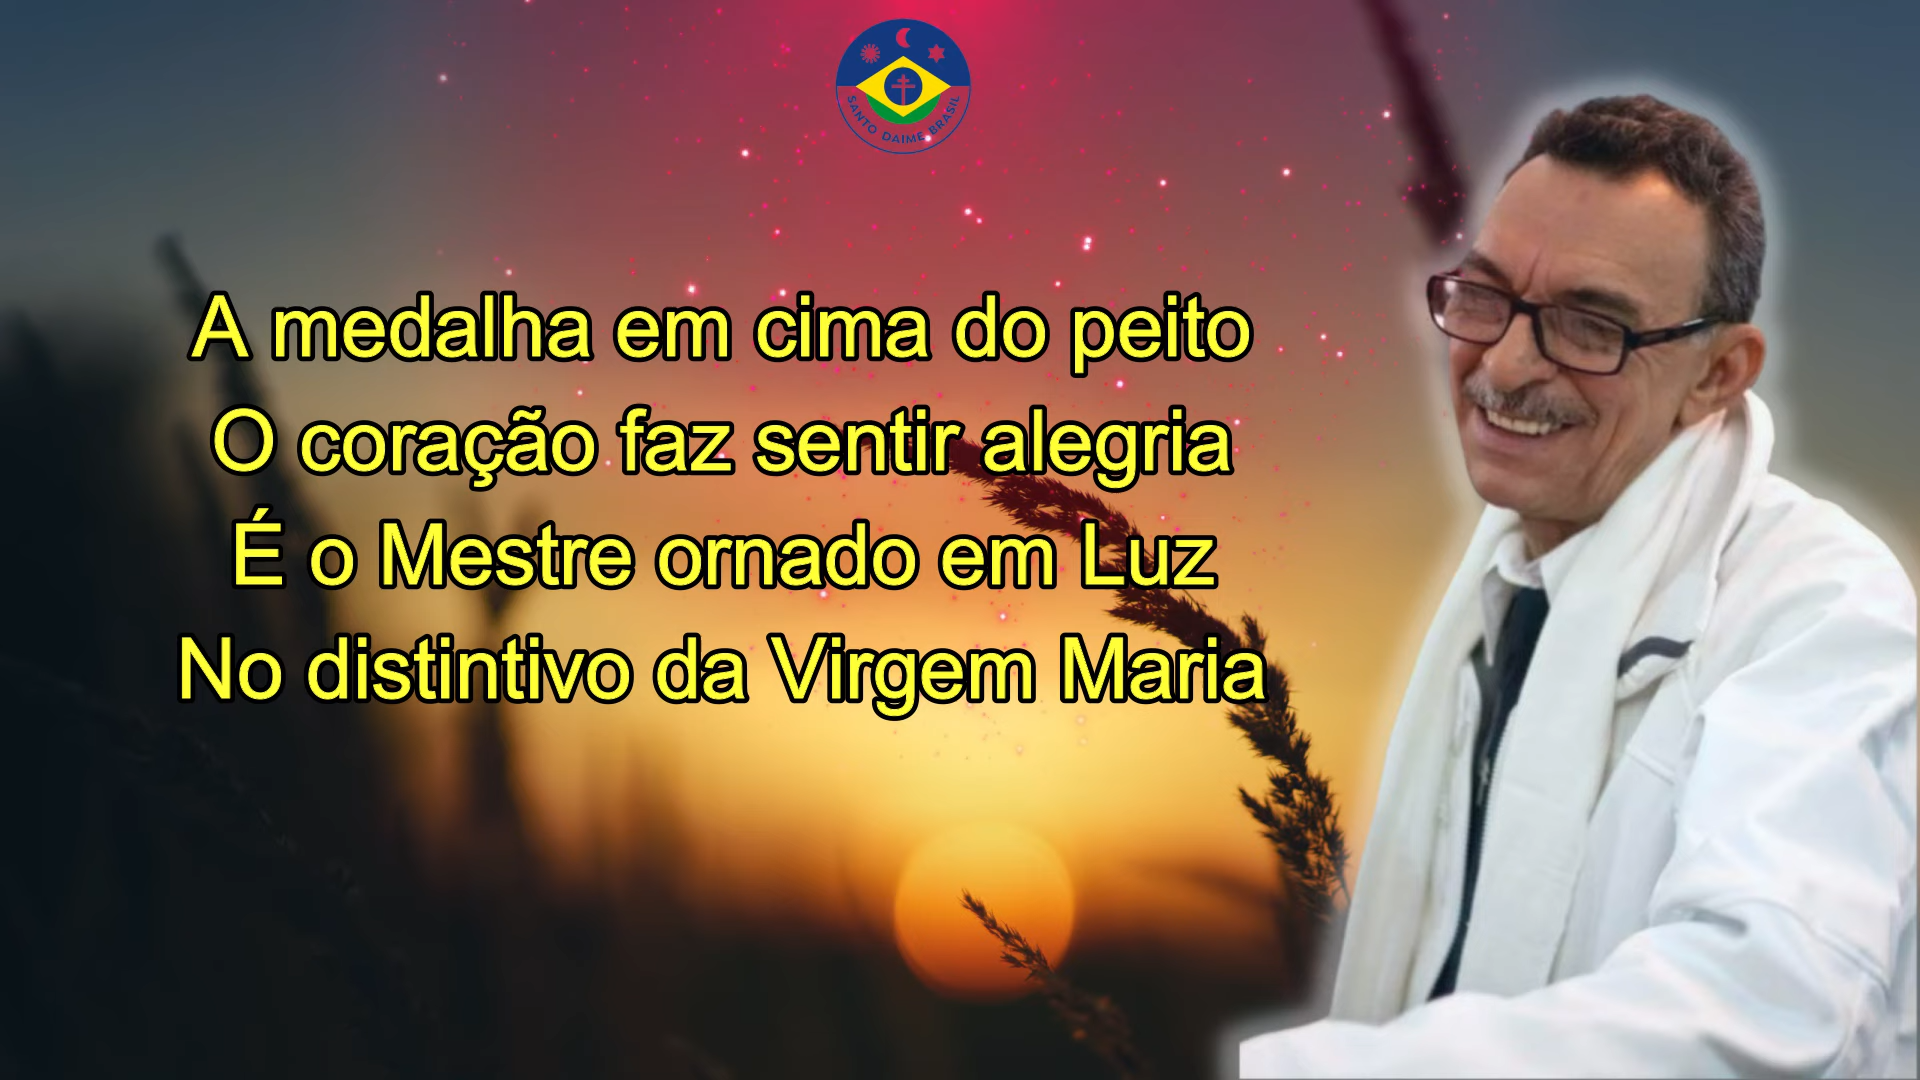 SANTO DAIME BRASIL
A medalha em cima do peito
O coração faz sentir alegria
É o Mestre ornado em Luz
No distintivo da Virgem Maria